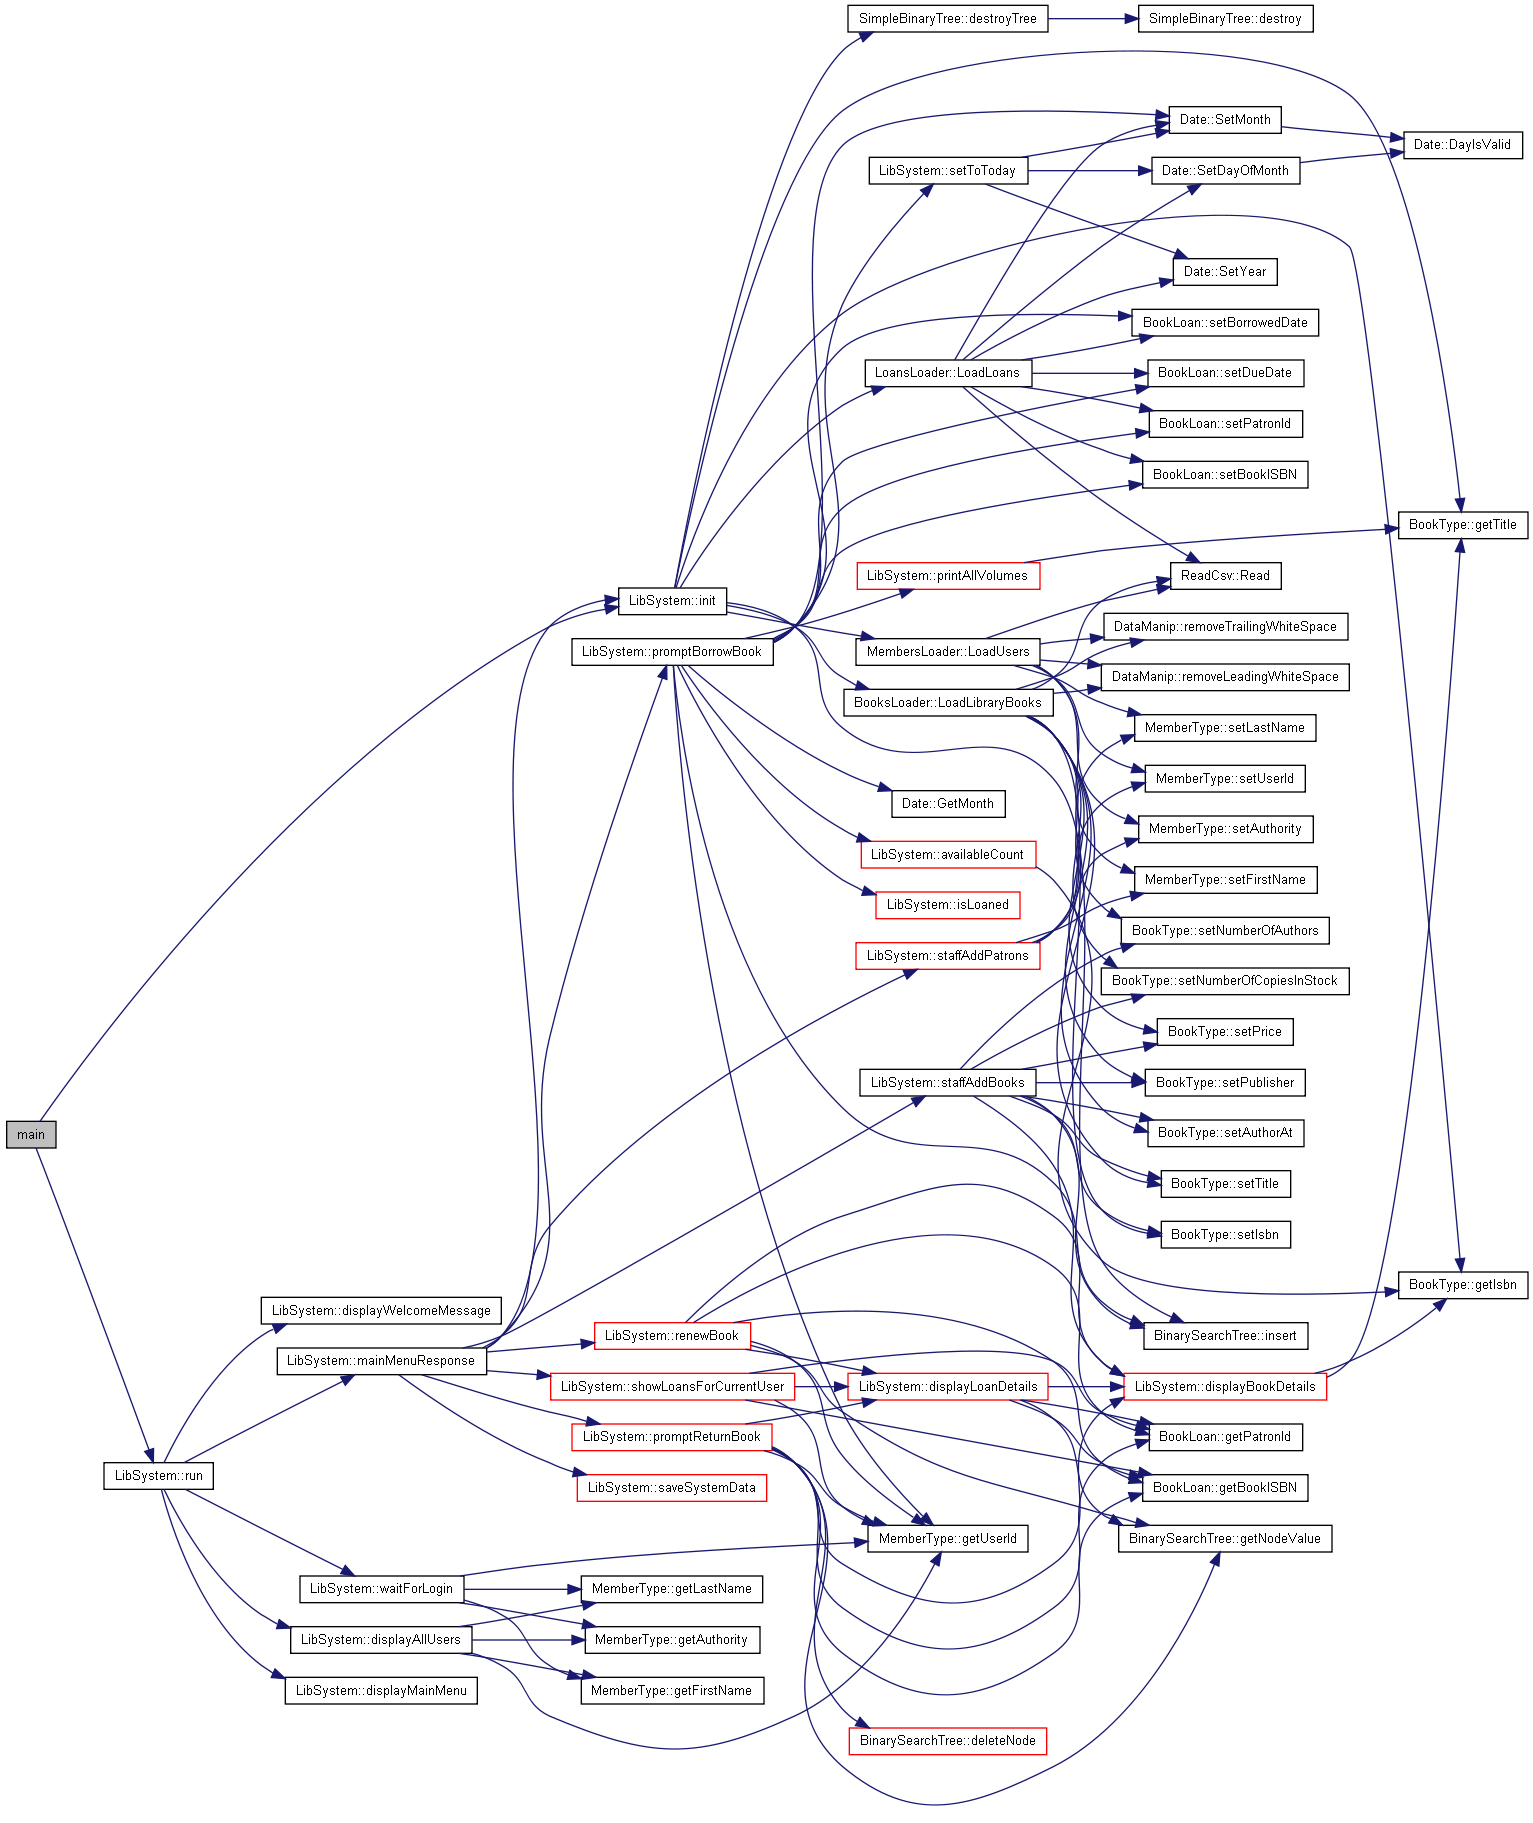 SimpleBinaryTree::destroyTree
SimpleBinaryTree::destroy
Date::SetMonth
Date::DayIsValid
LibSystem::setToToday
Date::SetDayOfMonth
Date::SetYear
BookLoan::setBorrowedDate
LoansLoader::LoadLoans
BookLoan::setDueDate
BookLoan::setPatronId
BookLoan::setBookISBN
BookType::getTitle
LibSystem::printAllVolumes
ReadCsv::Read
LibSystem::init
DataManip::removeTrailingWhiteSpace
LibSystem::promptBorrowBook
MembersLoader::LoadUsers
DataManip::removeLeadingWhiteSpace
BooksLoader::LoadLibraryBooks
MemberType::setLastName
MemberType::setUserId
Date::GetMonth
MemberType::setAuthority
LibSystem::availableCount
MemberType::setFirstName
LibSystem::isLoaned
BookType::setNumberOfAuthors
LibSystem::staffAddPatrons
BookType::setNumberOfCopiesInStock
BookType::setPrice
LibSystem::staffAddBooks
BookType::setPublisher
main
BookType::setAuthorAt
BookType::setTitle
BookType::setIsbn
BookType::getIsbn
LibSystem::displayWelcomeMessage
LibSystem::renewBook
BinarySearchTree::insert
LibSystem::mainMenuResponse
LibSystem::showLoansForCurrentUser
LibSystem::displayLoanDetails
LibSystem::displayBookDetails
LibSystem::promptReturnBook
BookLoan::getPatronId
LibSystem::run
LibSystem::saveSystemData
BookLoan::getBookISBN
MemberType::getUserId
BinarySearchTree::getNodeValue
LibSystem::waitForLogin
MemberType::getLastName
LibSystem::displayAllUsers
MemberType::getAuthority
LibSystem::displayMainMenu
MemberType::getFirstName
BinarySearchTree::deleteNode